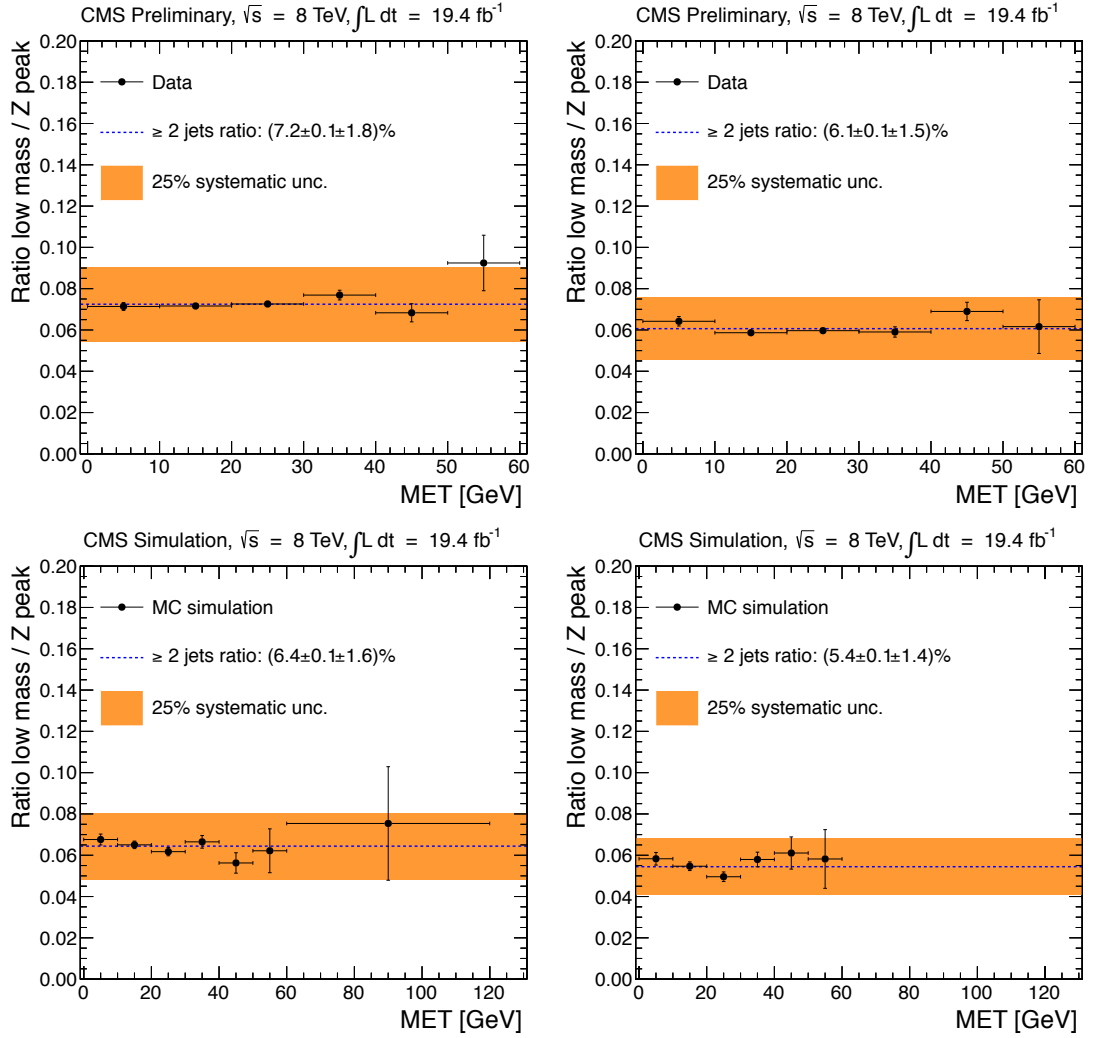 CMS Preliminary, √s = 8 TeV, ∫L dt = 19.4 fb⁻¹
Ratio low mass / Z peak
0.20
0.18
0.16
0.14
0.12
0.10
0.08
0.06
0.04
0.02
0.00
Data
≥ 2 jets ratio: (7.2±0.1±1.8)%
25% systematic unc.
0 10 20 30 40 50 60
MET [GeV]
CMS Preliminary, √s = 8 TeV, ∫L dt = 19.4 fb⁻¹
Ratio low mass / Z peak
0.20
0.18
0.16
0.14
0.12
0.10
0.08
0.06
0.04
0.02
0.00
Data
≥ 2 jets ratio: (6.1±0.1±1.5)%
25% systematic unc.
0 10 20 30 40 50 60
MET [GeV]
CMS Simulation, √s = 8 TeV, ∫L dt = 19.4 fb⁻¹
Ratio low mass / Z peak
0.20
0.18
0.16
0.14
0.12
0.10
0.08
0.06
0.04
0.02
0.00
MC simulation
≥ 2 jets ratio: (6.4±0.1±1.6)%
25% systematic unc.
0 20 40 60 80 100 120
MET [GeV]
CMS Simulation, √s = 8 TeV, ∫L dt = 19.4 fb⁻¹
Ratio low mass / Z peak
0.20
0.18
0.16
0.14
0.12
0.10
0.08
0.06
0.04
0.02
0.00
MC simulation
≥ 2 jets ratio: (5.4±0.1±1.4)%
25% systematic unc.
0 20 40 60 80 100 120
MET [GeV]